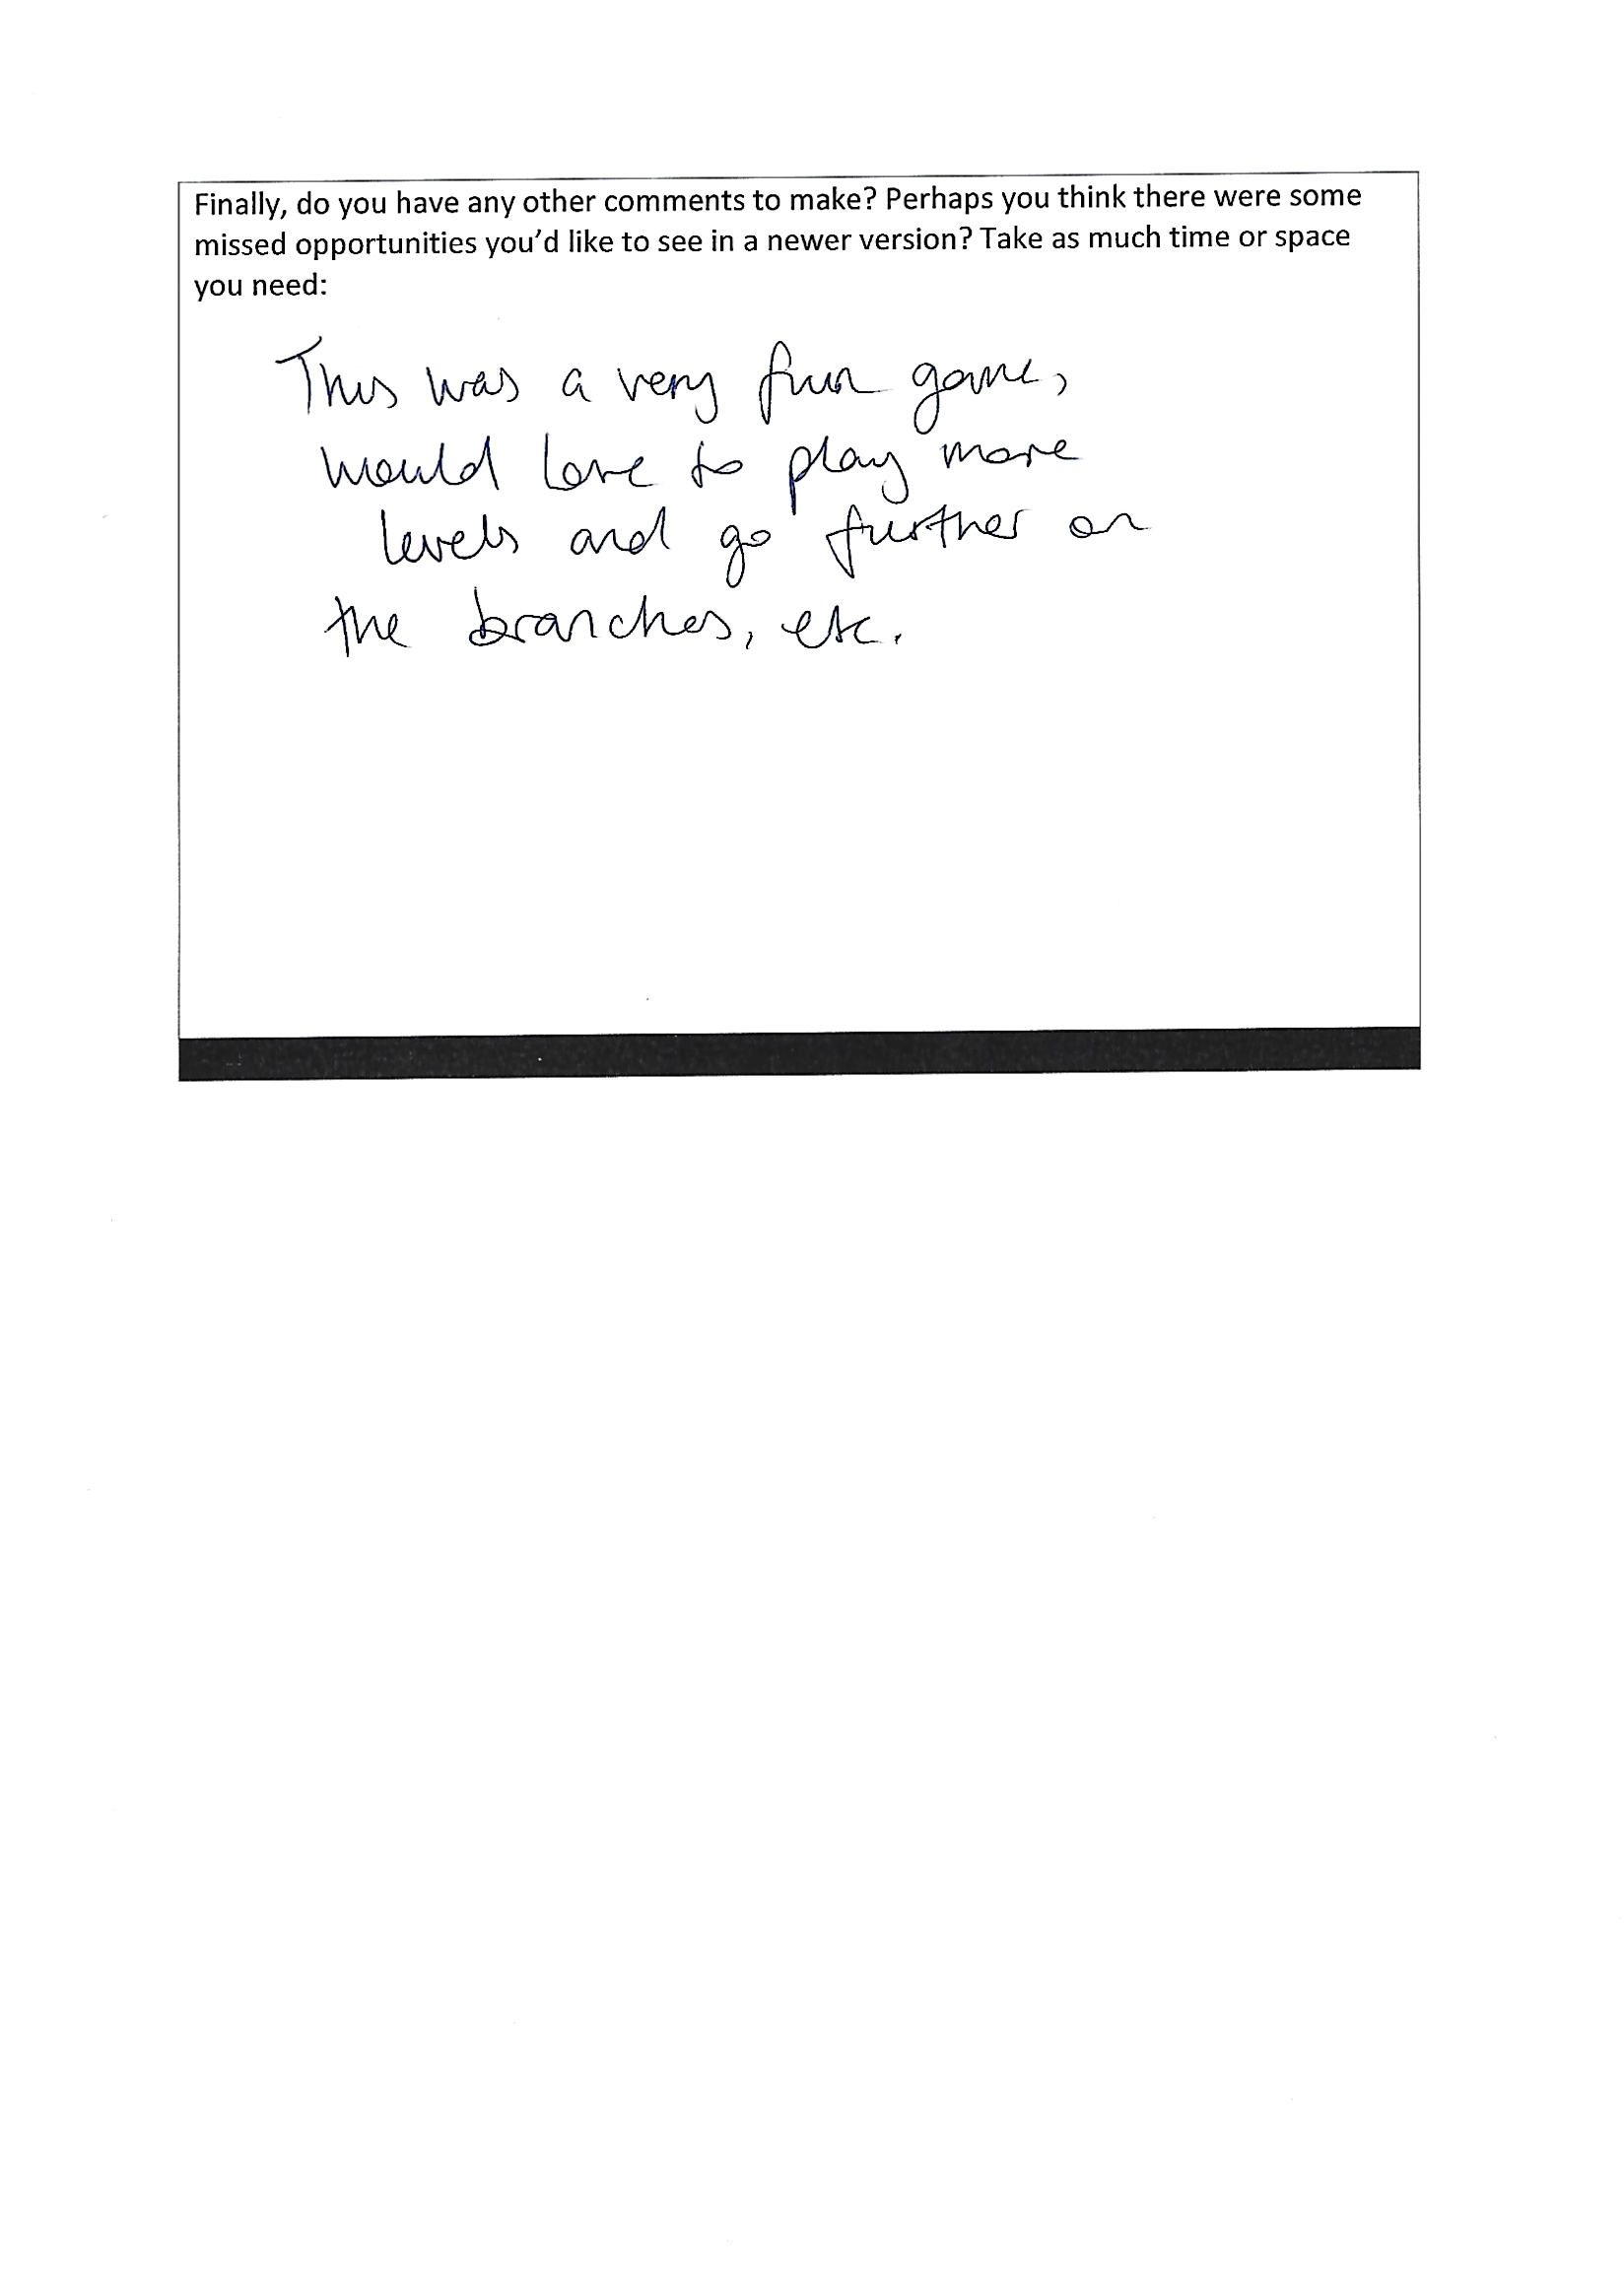 Finally, do you have any other comments to make? Perhaps you think there were some
missed opportunities you'd like to see in a newer version? Take as much time or space
you need:
This was a very fun game,
would love to play more
levels and go further on
the branches, etc.